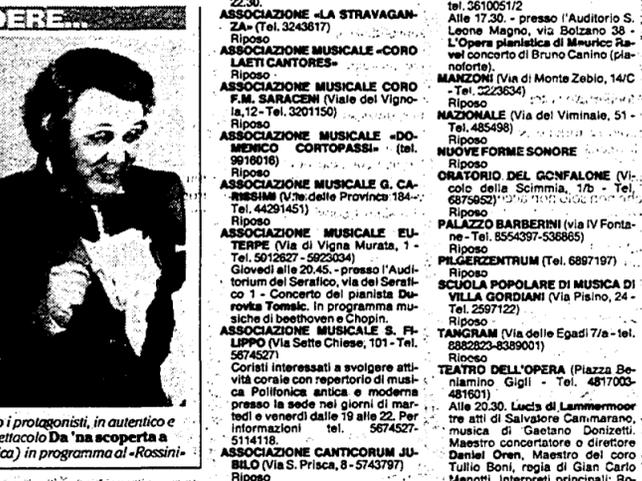 DERE...
o i protagonisti, in autentico e
ettacolo Da 'na scoperta a
ica) in programma al «Rossini»
22.30.
ASSOCIAZIONE «LA STRAVAGAN-
ZA» (Tel. 3243617)
Riposo
ASSOCIAZIONE MUSICALE «CORO
LAETI CANTORES»
Riposo
ASSOCIAZIONE MUSICALE CORO
F.M. SARACENI (Viale del Vigno-
la, 12 - Tel. 3201150)
Riposo
ASSOCIAZIONE MUSICALE «DO-
MENICO CORTOPASSI» (tel.
9916016)
Riposo
ASSOCIAZIONE MUSICALE G. CA-
RISSIMI (V.le delle Province 184 -
Tel. 44291451)
Riposo
ASSOCIAZIONE MUSICALE EU-
TERPE (Via di Vigna Murata, 1 -
Tel. 5012627 - 5923034)
Giovedì alle 20.45. - presso l'Audi-
torium del Serafico, via del Serafi-
co 1 - Concerto del pianista Du-
rovka Tomsic. In programma mu-
siche di beethoven e Chopin.
ASSOCIAZIONE MUSICALE S. FI-
LIPPO (Via Sette Chiese, 101 - Tel.
5674527)
Coristi interessati a svolgere atti-
vità corale con repertorio di musi-
ca Polifonica antica e moderna
presso la sede nei giorni di mar-
tedì e venerdì dalle 19 alle 22. Per
informazioni tel. 5674527-
5114118.
ASSOCIAZIONE CANTICORUM JU-
BILO (Via S. Prisca, 8 - 5743797)
Riposo
tel. 3610051/2
Alle 17.30. - presso l'Auditorio S.
Leone Magno, via Bolzano 38 -
L'Opera pianistica di Maurice Ra-
vel concerto di Bruno Canino (pia-
noforte).
MANZONI (Via di Monte Zebio, 14/C
- Tel. 3223634)
Riposo
NAZIONALE (Via del Viminale, 51 -
Tel. 485498)
Riposo
NUOVE FORME SONORE
Riposo
ORATORIO DEL GONFALONE (Vi-
colo della Scimmia, 1/b - Tel.
6875952)
Riposo
PALAZZO BARBERINI (via IV Fonta-
ne - Tel. 8554397-536865)
Riposo
PILGERZENTRUM (Tel. 6897197)
Riposo
SCUOLA POPOLARE DI MUSICA DI
VILLA GORDIANI (Via Pisino, 24 -
Tel. 2597122)
Riposo
TANGRAM (Via delle Egadi 7/a - tel.
8882823-8389001)
Riposo
TEATRO DELL'OPERA (Piazza Be-
niamino Gigli - Tel. 4817003-
481601)
Alle 20.30. Lucia di Lammermoor
tre atti di Salvatore Cammarano,
musica di Gaetano Donizetti.
Maestro concertatore e direttore
Daniel Oren, Maestro del coro
Tullio Boni, regia di Gian Carlo
Menotti. Interpreti principali: Ro-